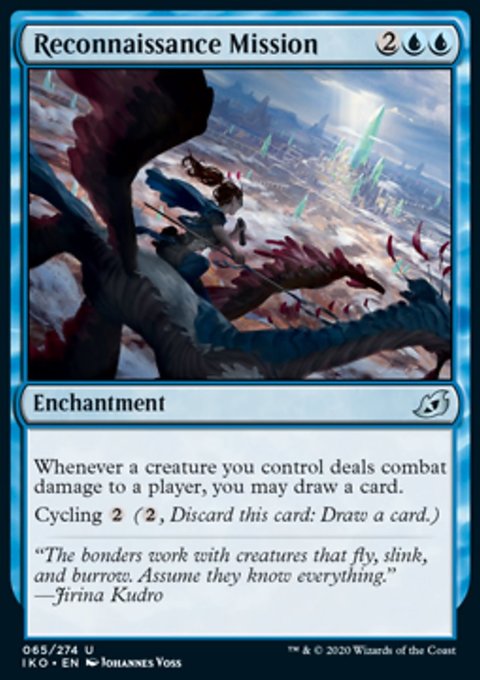 Reconnaissance Mission 2
Enchantment
Whenever a creature you control deals combat
damage to a player, you may draw a card.
Cycling 2 (2, Discard this card: Draw a card.)
“The bonders work with creatures that fly, slink,
and burrow. Assume they know everything.”
—Jirina Kudro
065/274 U
IKO • EN Johannes Voss
™ & © 2020 Wizards of the Coast